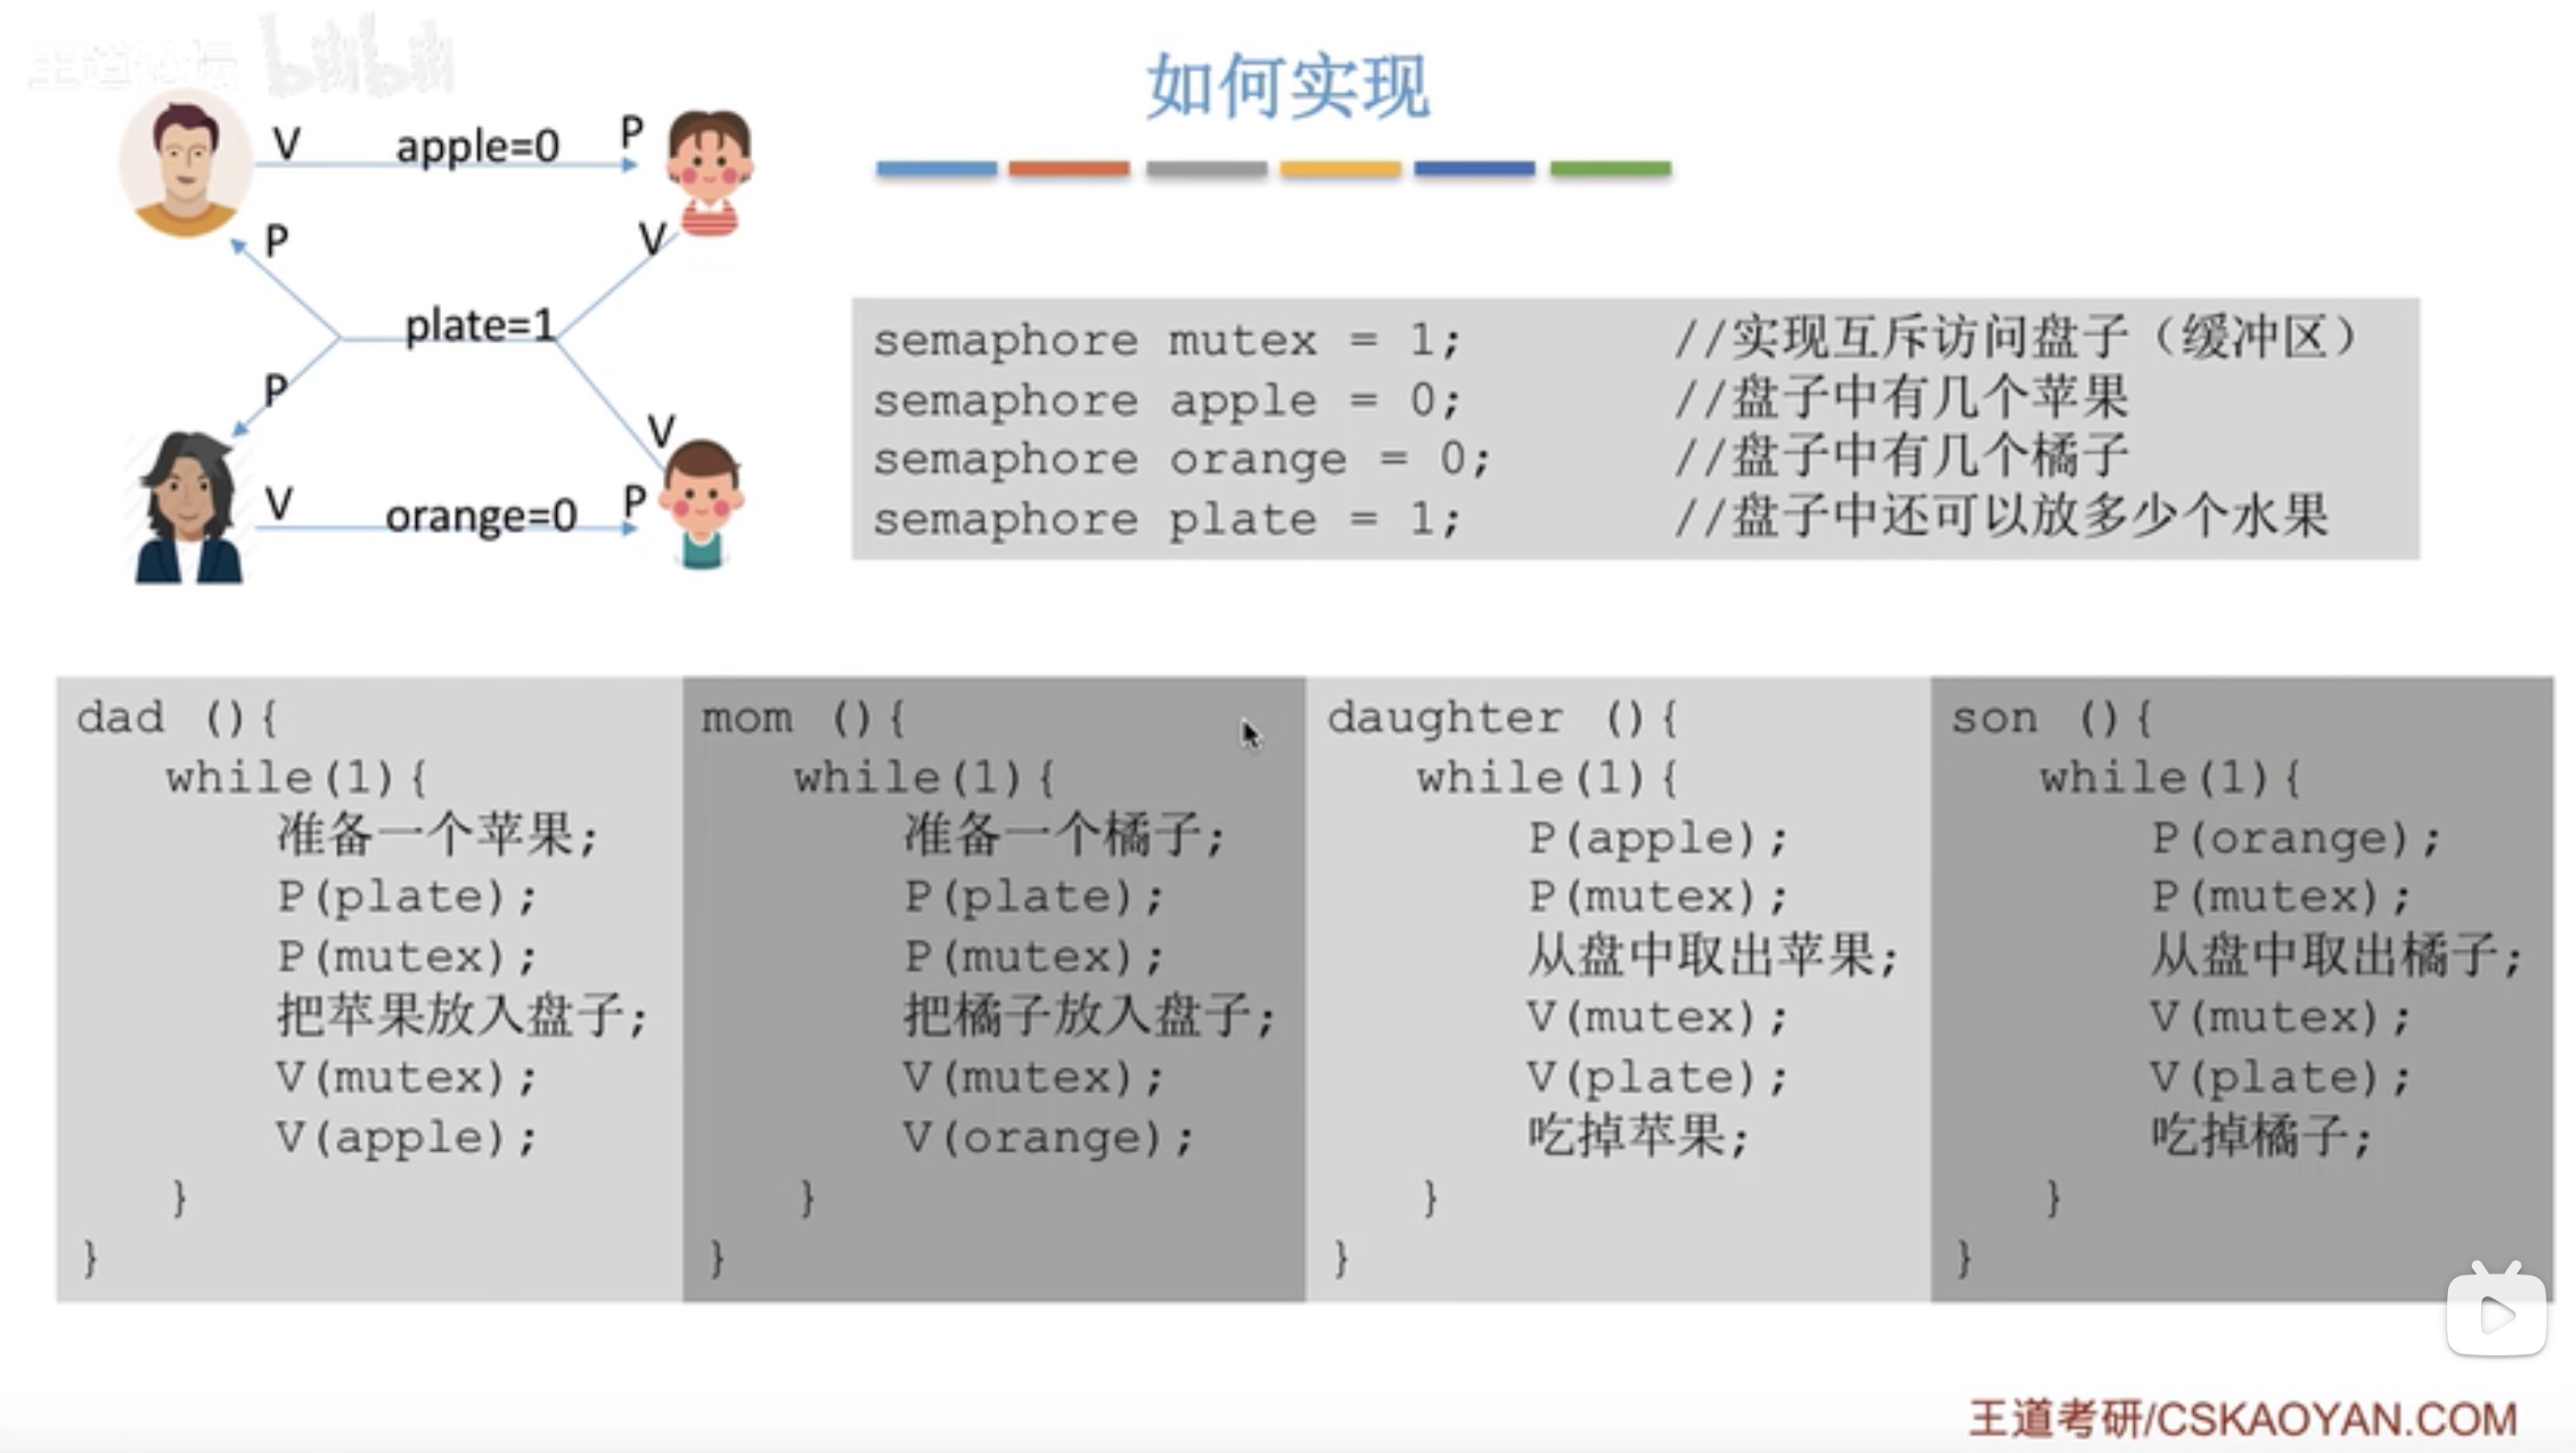 王道论坛 bilibili
如何实现
V apple=0 P
P V
plate=1
P V
V orange=0 P
semaphore mutex = 1; //实现互斥访问盘子（缓冲区）
semaphore apple = 0; //盘子中有几个苹果
semaphore orange = 0; //盘子中有几个橘子
semaphore plate = 1; //盘子中还可以放多少个水果
dad (){
while(1){
准备一个苹果;
P(plate);
P(mutex);
把苹果放入盘子;
V(mutex);
V(apple);
}
}
mom (){
while(1){
准备一个橘子;
P(plate);
P(mutex);
把橘子放入盘子;
V(mutex);
V(orange);
}
}
daughter (){
while(1){
P(apple);
P(mutex);
从盘中取出苹果;
V(mutex);
V(plate);
吃掉苹果;
}
}
son (){
while(1){
P(orange);
P(mutex);
从盘中取出橘子;
V(mutex);
V(plate);
吃掉橘子;
}
}
王道考研/CSKAOYAN.COM